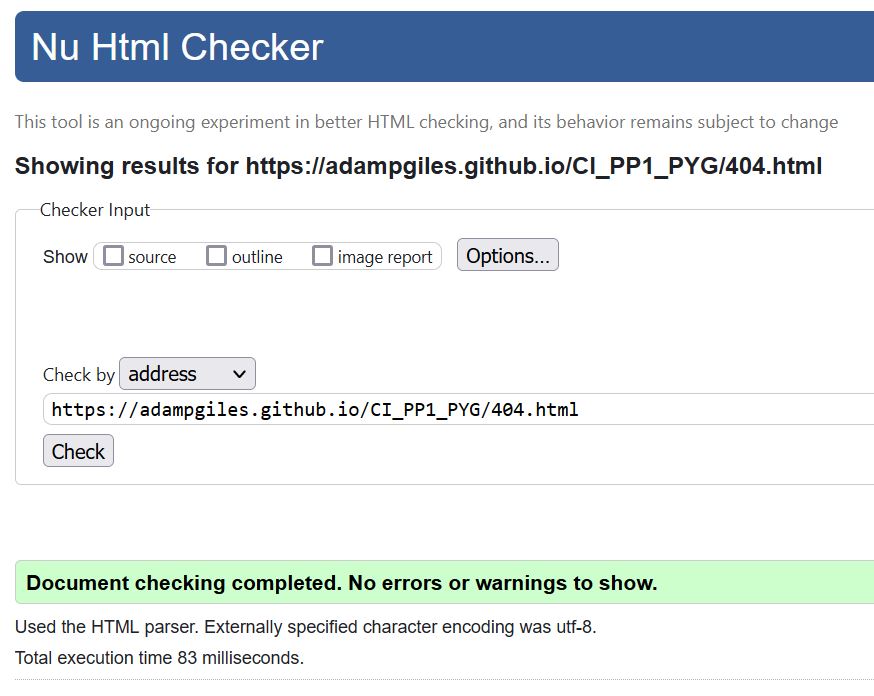 Nu Html Checker
This tool is an ongoing experiment in better HTML checking, and its behavior remains subject to change
Showing results for https://adampgiles.github.io/CI_PP1_PYG/404.html
Checker Input
Show source outline image report Options...
Check by address
https://adampgiles.github.io/CI_PP1_PYG/404.html
Check
Document checking completed. No errors or warnings to show.
Used the HTML parser. Externally specified character encoding was utf-8.
Total execution time 83 milliseconds.